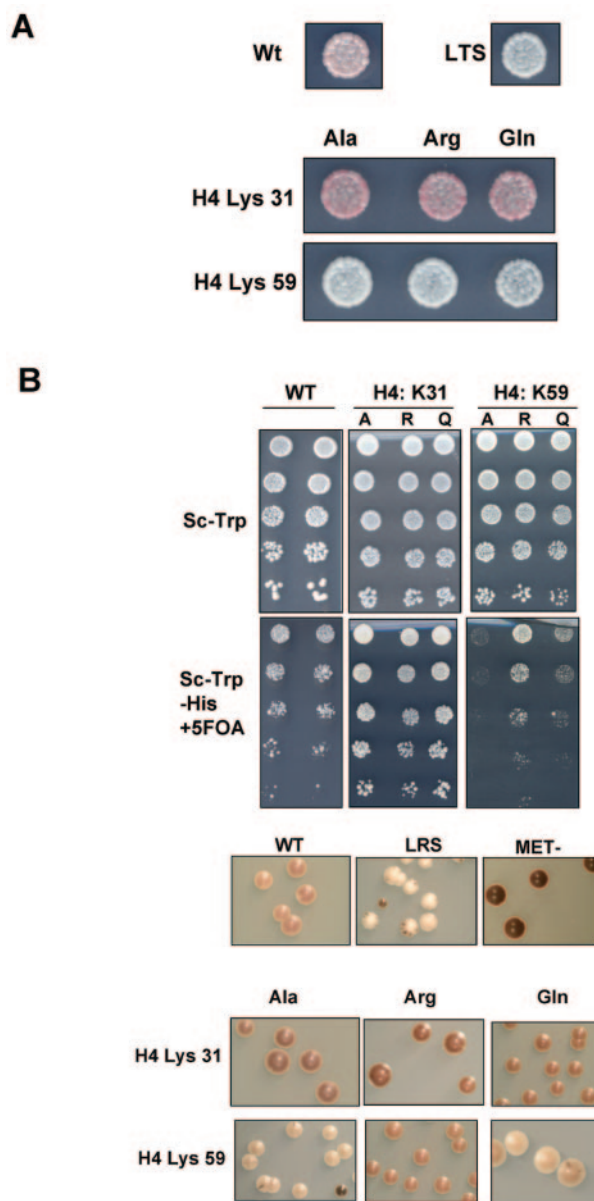 A
Wt LTS
Ala Arg Gln
H4 Lys 31
H4 Lys 59
B
WT H4: K31 H4: K59
A R Q A R Q
Sc-Trp
Sc-Trp
-His
+5FOA
WT LRS MET-
Ala Arg Gln
H4 Lys 31
H4 Lys 59